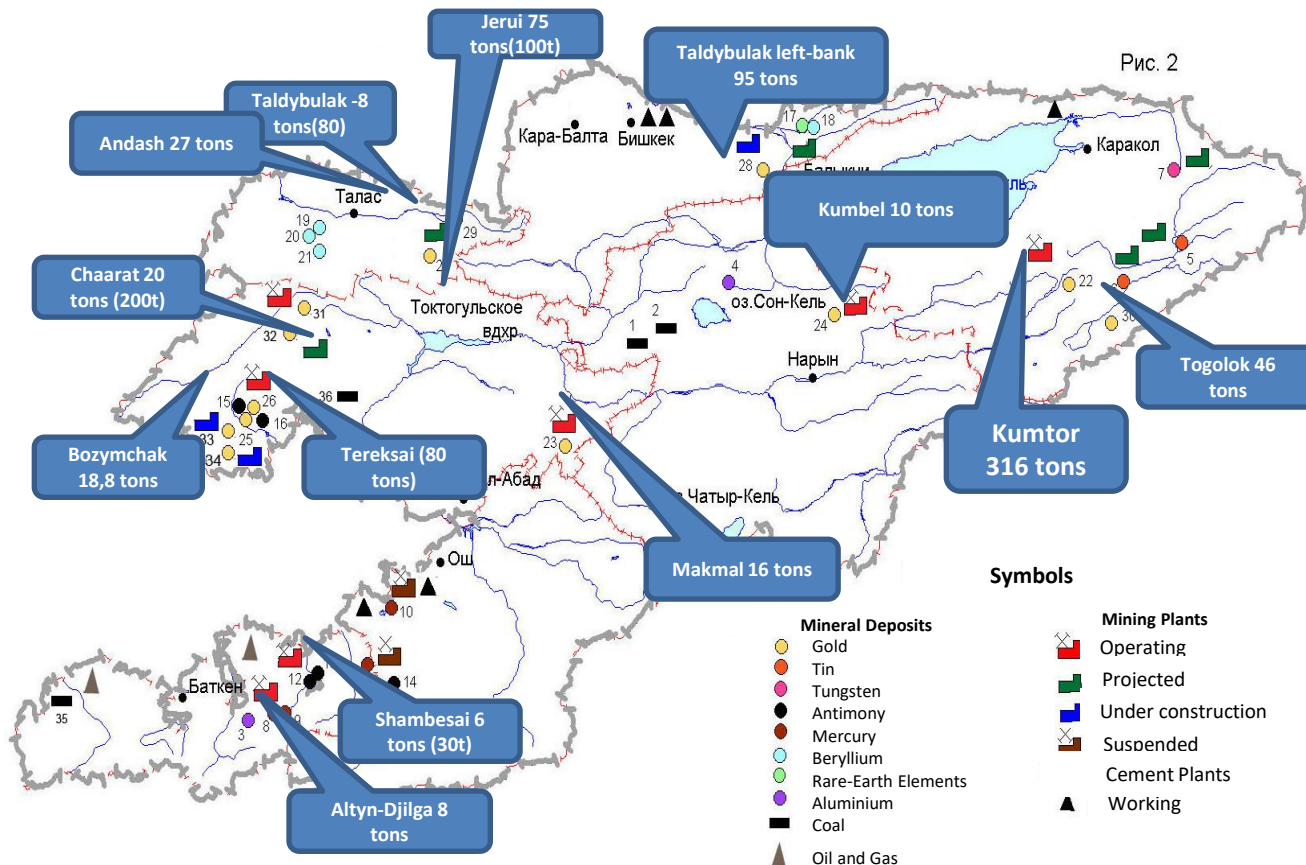 Jerui 75
tons(100t)
Taldybulak left-bank
95 tons
Рис. 2
Taldybulak -8
tons(80)
Andash 27 tons
Кара-Балта
Бишкек
17
18
28
Каракол
7
Талас
19
20
21
29
Kumbel 10 tons
5
Chaarat 20
tons (200t)
4
22
Токтогульское
вдхр.
оз.Сон-Кель
31
32
2
1
24
Нарын
Togolok 46
tons
Kumtor
316 tons
15
26
16
25
33
34
36
Bozymchak
18,8 tons
Tereksai (80
tons)
23
Чатыр-Кель
Makmal 16 tons
Ош
10
12
14
Баткен
35
3
8
9
Shambesai 6
tons (30t)
Altyn-Djilga 8
tons
Symbols
Mineral Deposits
Gold
Tin
Tungsten
Antimony
Mercury
Beryllium
Rare-Earth Elements
Aluminium
Coal
Oil and Gas
Mining Plants
Operating
Projected
Under construction
Suspended
Cement Plants
Working